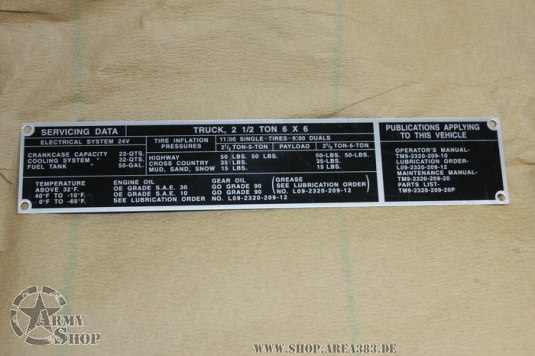 SERVICING DATA
TRUCK, 2 1/2 TON 6 X 6
PUBLICATIONS APPLYING
TO THIS VEHICLE
ELECTRICAL SYSTEM 24V
TIRE INFLATION
PRESSURES
11:00 SINGLE-TIRES-9:00 DUALS
2½ TON-5-TON PAYLOAD 2½ TON-5-TON
CRANKCASE CAPACITY 22-QTS.
COOLING SYSTEM " 32-QTS.
FUEL TANK " 50-GAL.
HIGHWAY 50 LBS. 50 LBS. 50-LBS. 50-LBS.
CROSS COUNTRY 35 LBS. 35-LBS.
MUD, SAND, SNOW 15 LBS. 15 LBS.
OPERATOR'S MANUAL-
TM9-2320-209-10
LUBRICATION ORDER-
L09-2320-209-12
MAINTENANCE MANUAL-
TM9-2320-209-20
PARTS LIST-
TM9-2320-209-20P
TEMPERATURE ENGINE OIL GEAR OIL (GREASE
ABOVE 32°F. OE GRADE S.A.E. 30 GO GRADE 90 (SEE LUBRICATION ORDER)
40°F TO -10°F. OE GRADE S.A.E. 10 GO GRADE 90 NO. L09-2320-209-12
0°F TO -65°F. SEE LUBRICATION ORDER NO. L09-2320-209-12
ARMY
SHOP
WWW.SHOP.AREA383.DE